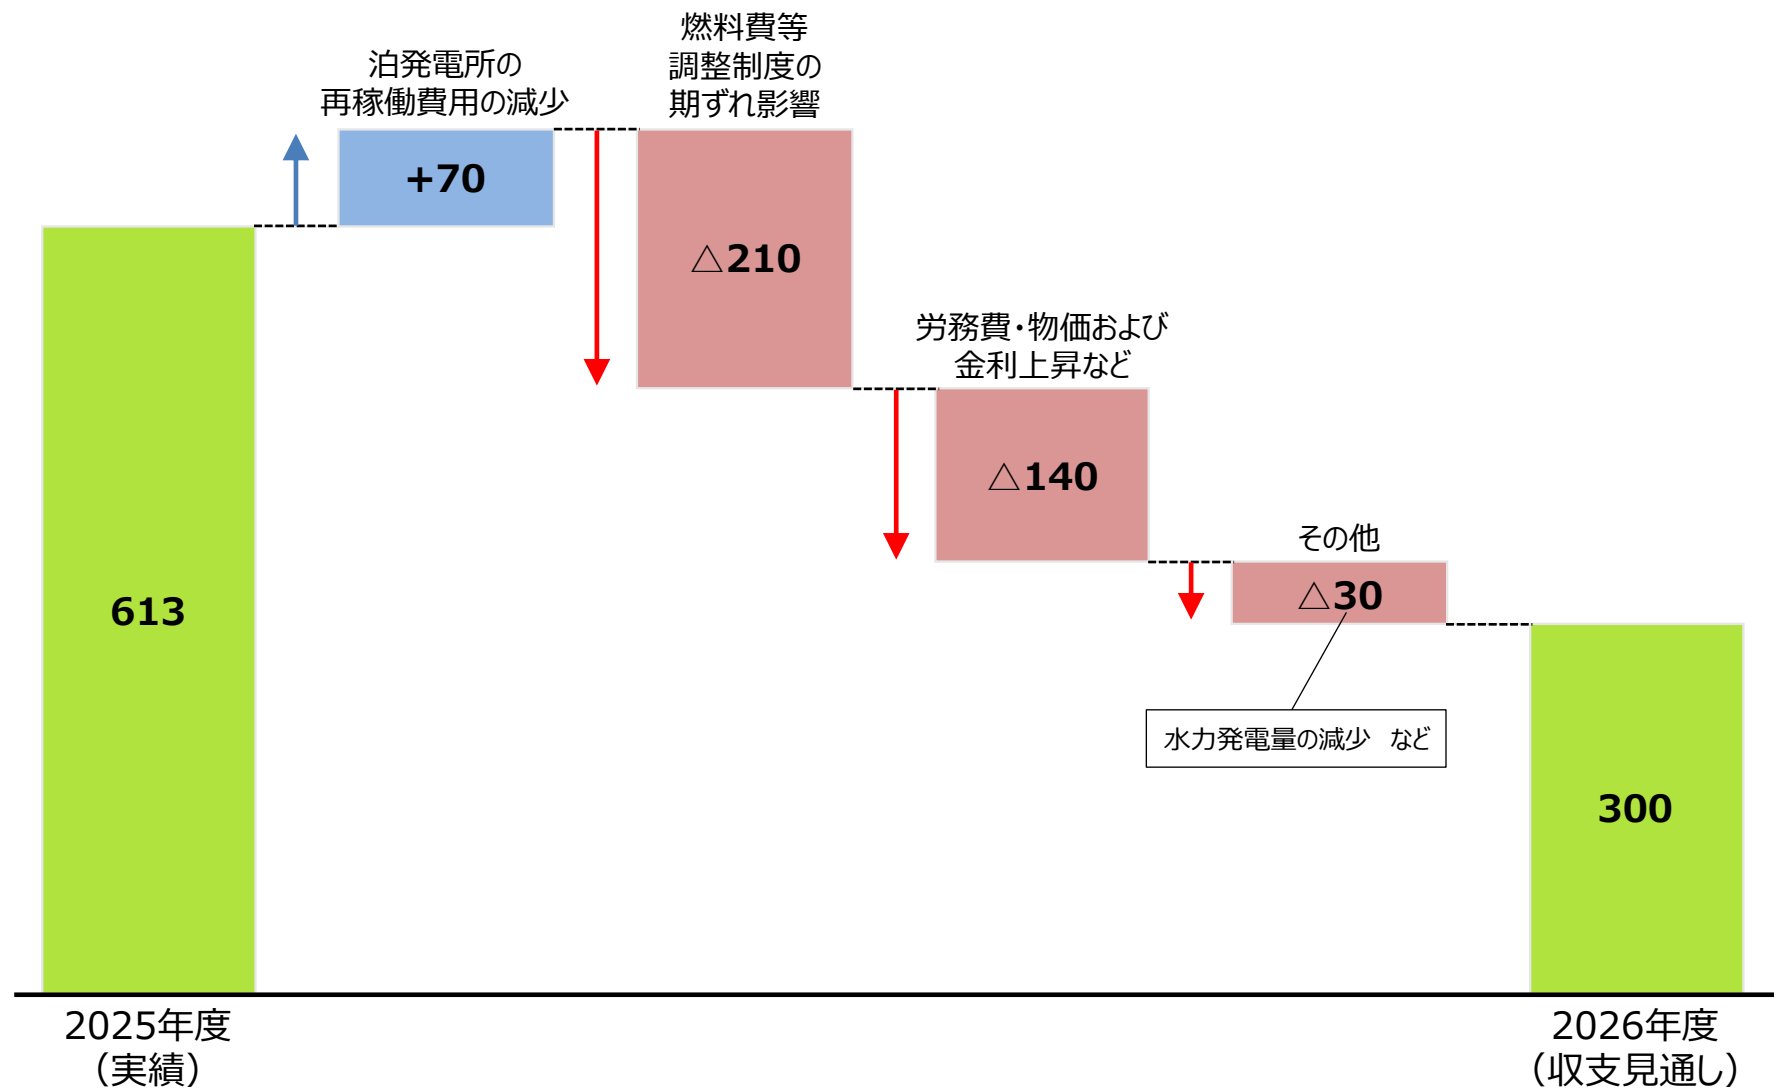 燃料費等
調整制度の
期ずれ影響
泊発電所の
再稼働費用の減少
+70
△210
労務費・物価および
金利上昇など
△140
その他
△30
水力発電量の減少　など
613
300
2025年度
（実績）
2026年度
（収支見通し）